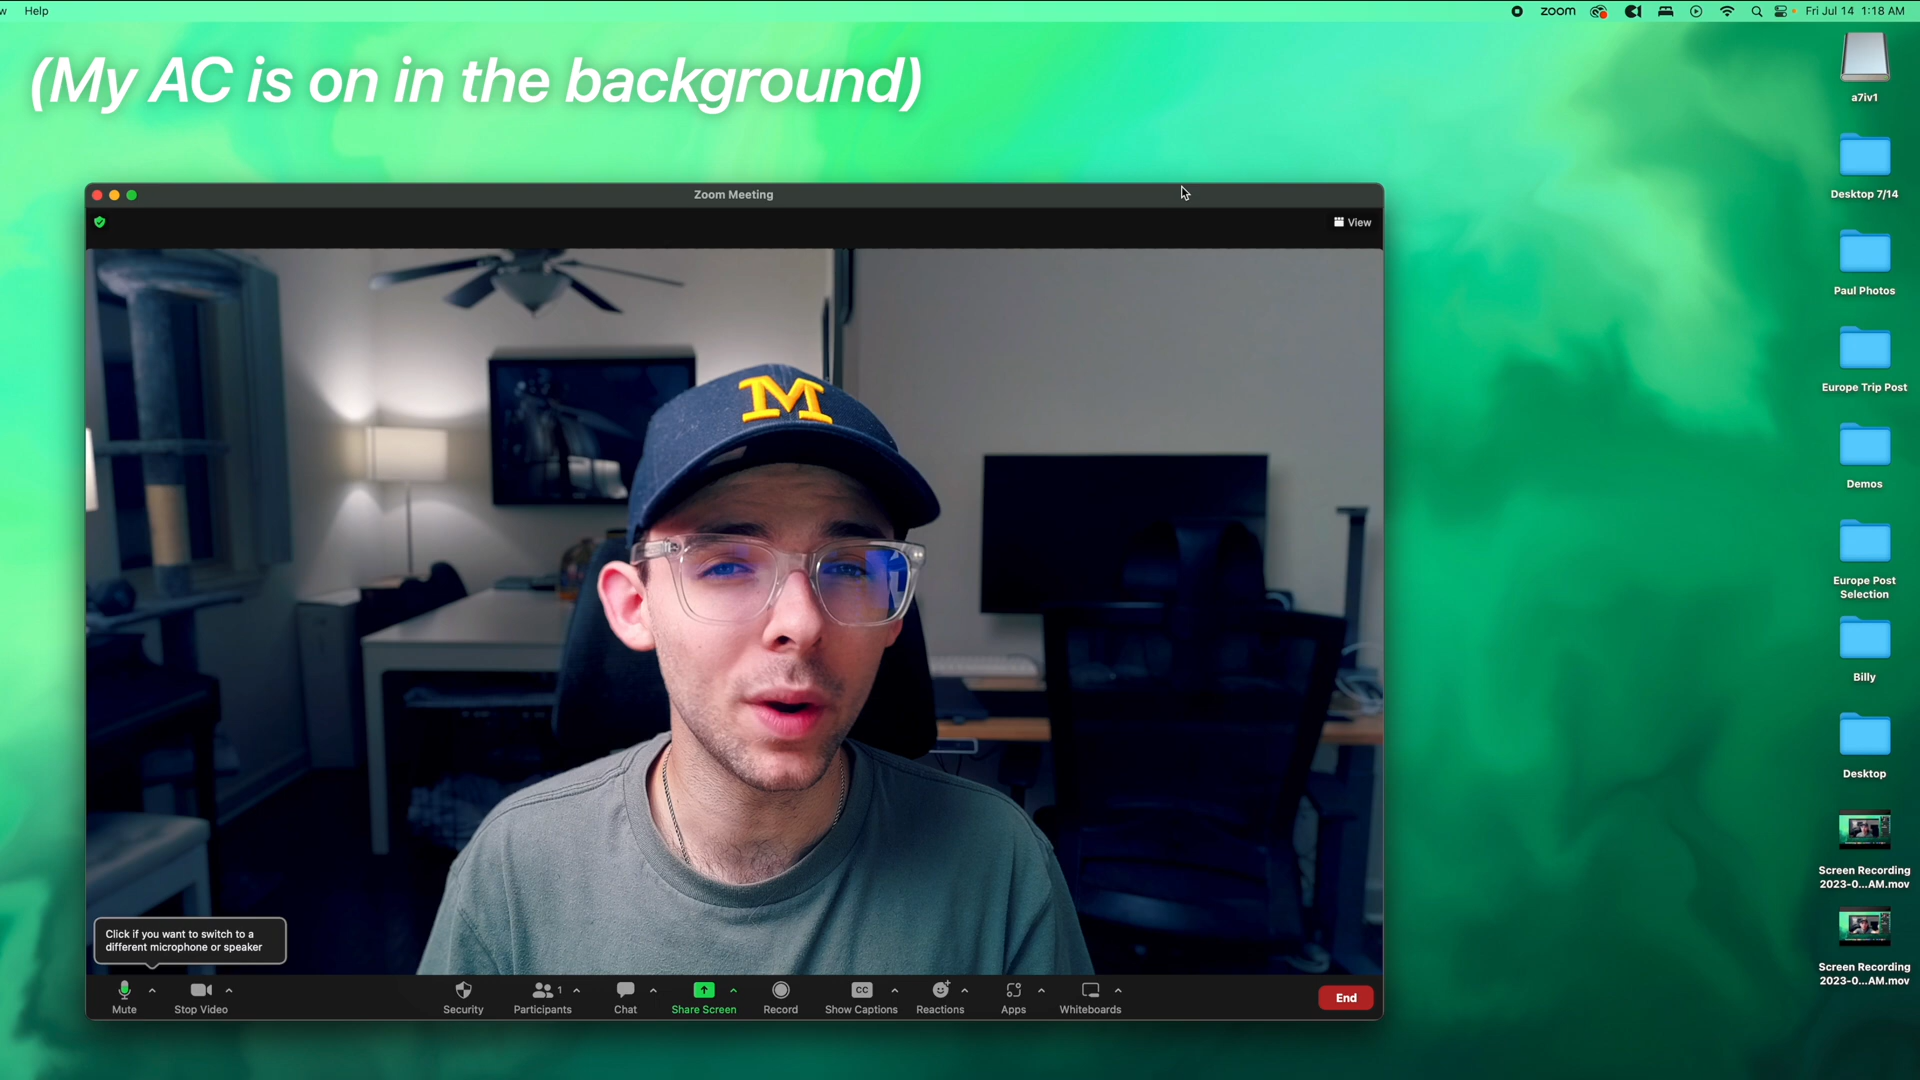 Help
zoom
Fri Jul 14 1:18 AM
(My AC is on in the background)
a7iv1
Desktop 7/14
Paul Photos
Europe Trip Post
Demos
Europe Post
Selection
Billy
Desktop
Screen Recording
2023-0...AM.mov
Screen Recording
2023-0...AM.mov
Zoom Meeting
View
M
Click if you want to switch to a
different microphone or speaker
Mute
Stop Video
Security
1
Participants
Chat
Share Screen
Record
CC
Show Captions
Reactions
Apps
Whiteboards
End